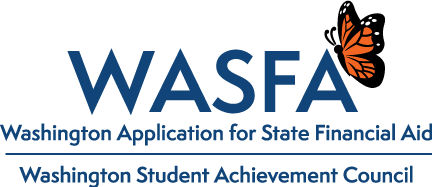 WASFA
Washington Application for State Financial Aid
Washington Student Achievement Council